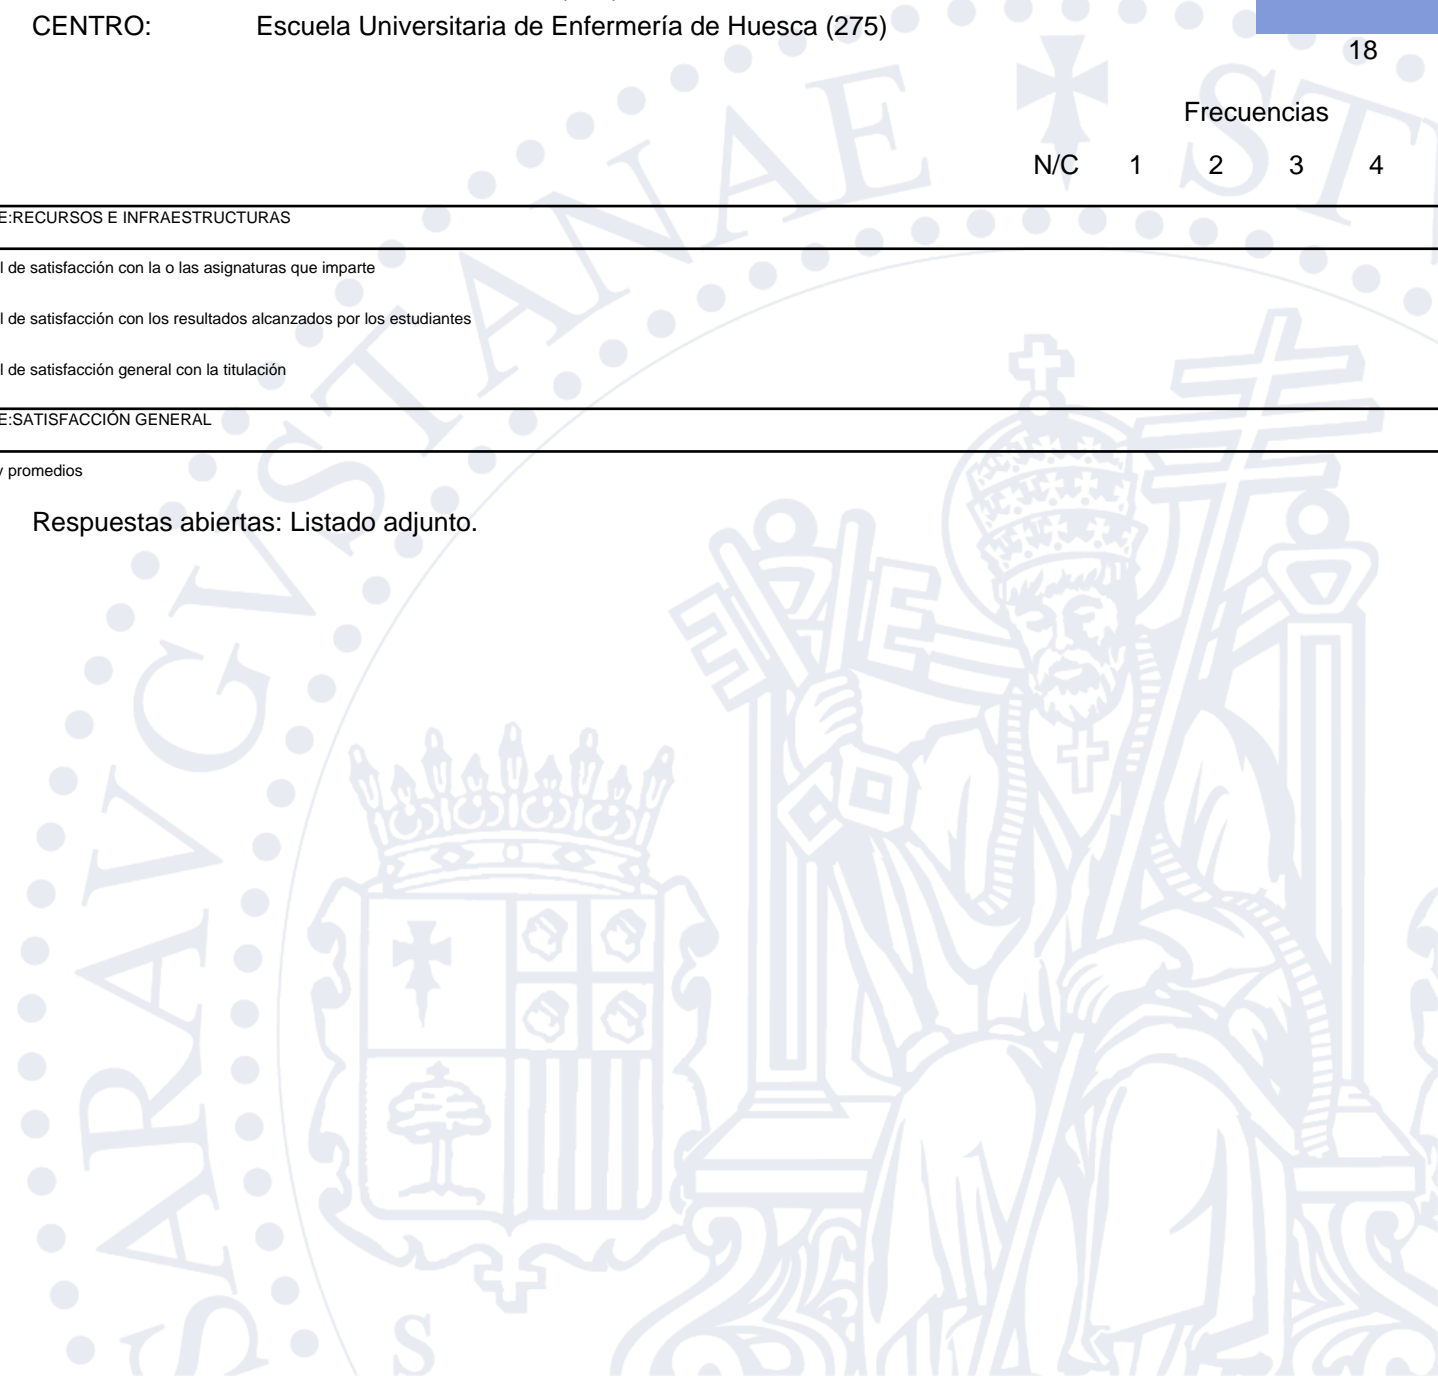 CENTRO: Escuela Universitaria de Enfermería de Huesca (275)
18
Frecuencias
N/C 1 2 3 4
E:RECURSOS E INFRAESTRUCTURAS
l de satisfacción con la o las asignaturas que imparte
l de satisfacción con los resultados alcanzados por los estudiantes
l de satisfacción general con la titulación
E:SATISFACCIÓN GENERAL
y promedios
Respuestas abiertas: Listado adjunto.